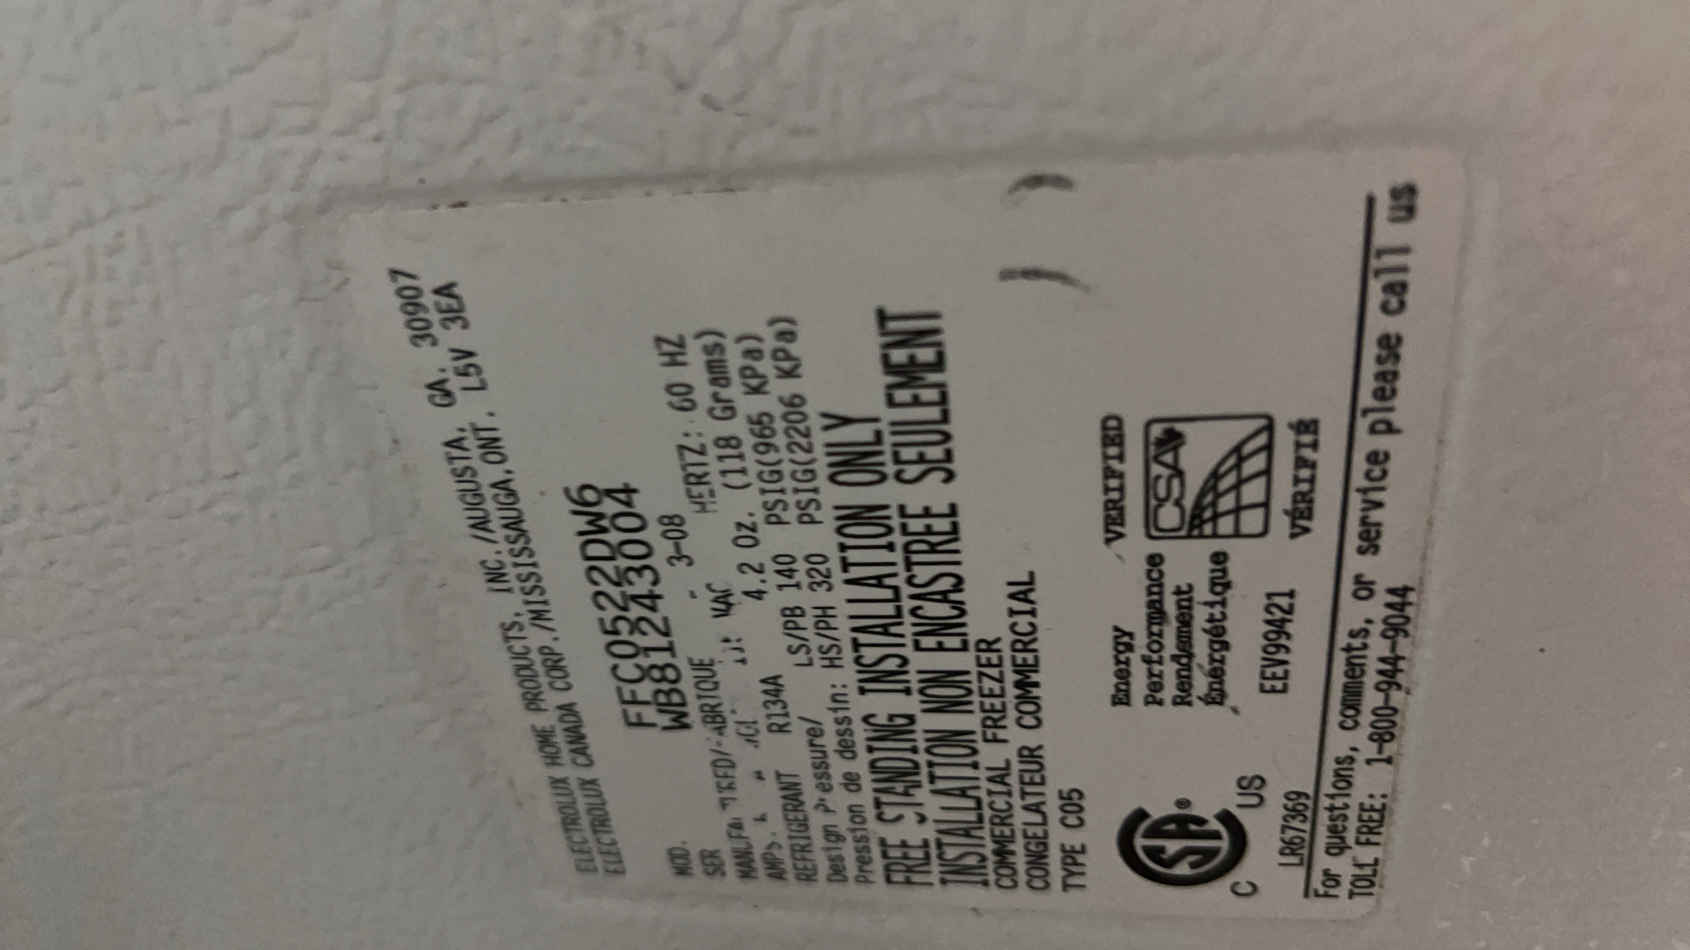 ELECTROLUX HOME PRODUCTS, INC./AUGUSTA, GA. 30907
ELECTROLUX CANADA CORP./MISSISSAUGA,ONT. L5V 3EA
MOD. FFC0522DW6
SER WB81243004
3-08
VAC HERTZ: 60 HZ
REFRIGERANT R134A 4.2 OZ. (118 Grams)
Design Pressure/ LS/PB 140 PSIG(965 KPa)
Pression de dessin: HS/PH 320 PSIG(2206 KPa)
FREE STANDING INSTALLATION ONLY
INSTALLATION NON ENCASTREE SEULEMENT
COMMERCIAL FREEZER
CONGELATEUR COMMERCIAL
TYPE C05
Energy VERIFIED
Performance CSA
Rendement
Énergétique
EEV99421 VÉRIFIÉ
C SA ® US
LR67369
For questions, comments, or service please call us
TOLL FREE: 1-800-944-9044